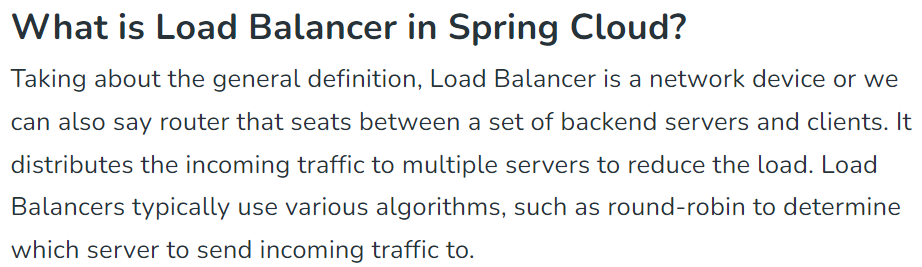 What is Load Balancer in Spring Cloud?
Taking about the general definition, Load Balancer is a network device or we
can also say router that seats between a set of backend servers and clients. It
distributes the incoming traffic to multiple servers to reduce the load. Load
Balancers typically use various algorithms, such as round-robin to determine
which server to send incoming traffic to.